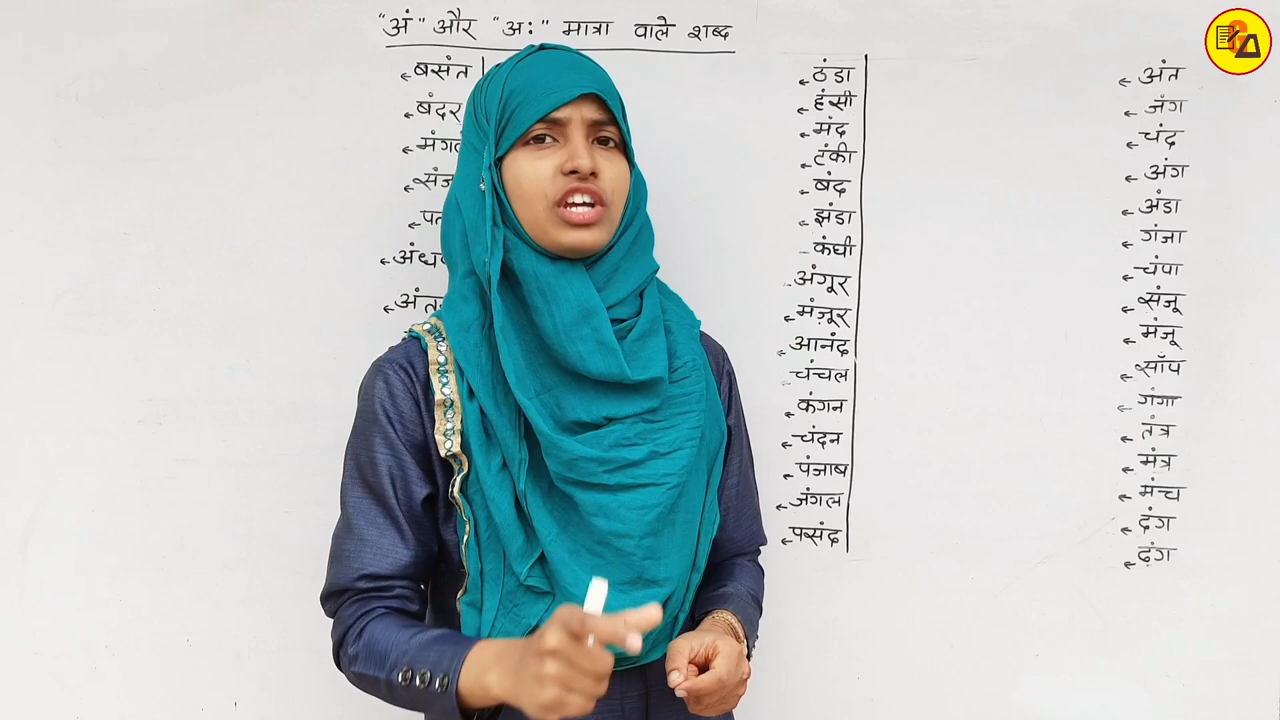 "अं" और "अः" मात्रा वाले शब्द
बसंत
बंदर
ठंडा
हंसी
मंद
टंकी
बंद
झंडा
कंघी
अंगूर
मंज़ूर
आनंद
चंचल
कंगन
चंदन
पंजाब
जंगल
पसंद
अंत
जंग
चंद
अंग
अंडा
गंजा
चंपा
संजू
मंजू
साँप
गंगा
तंत्र
मंत्र
मंच
दंग
ढ़ंग